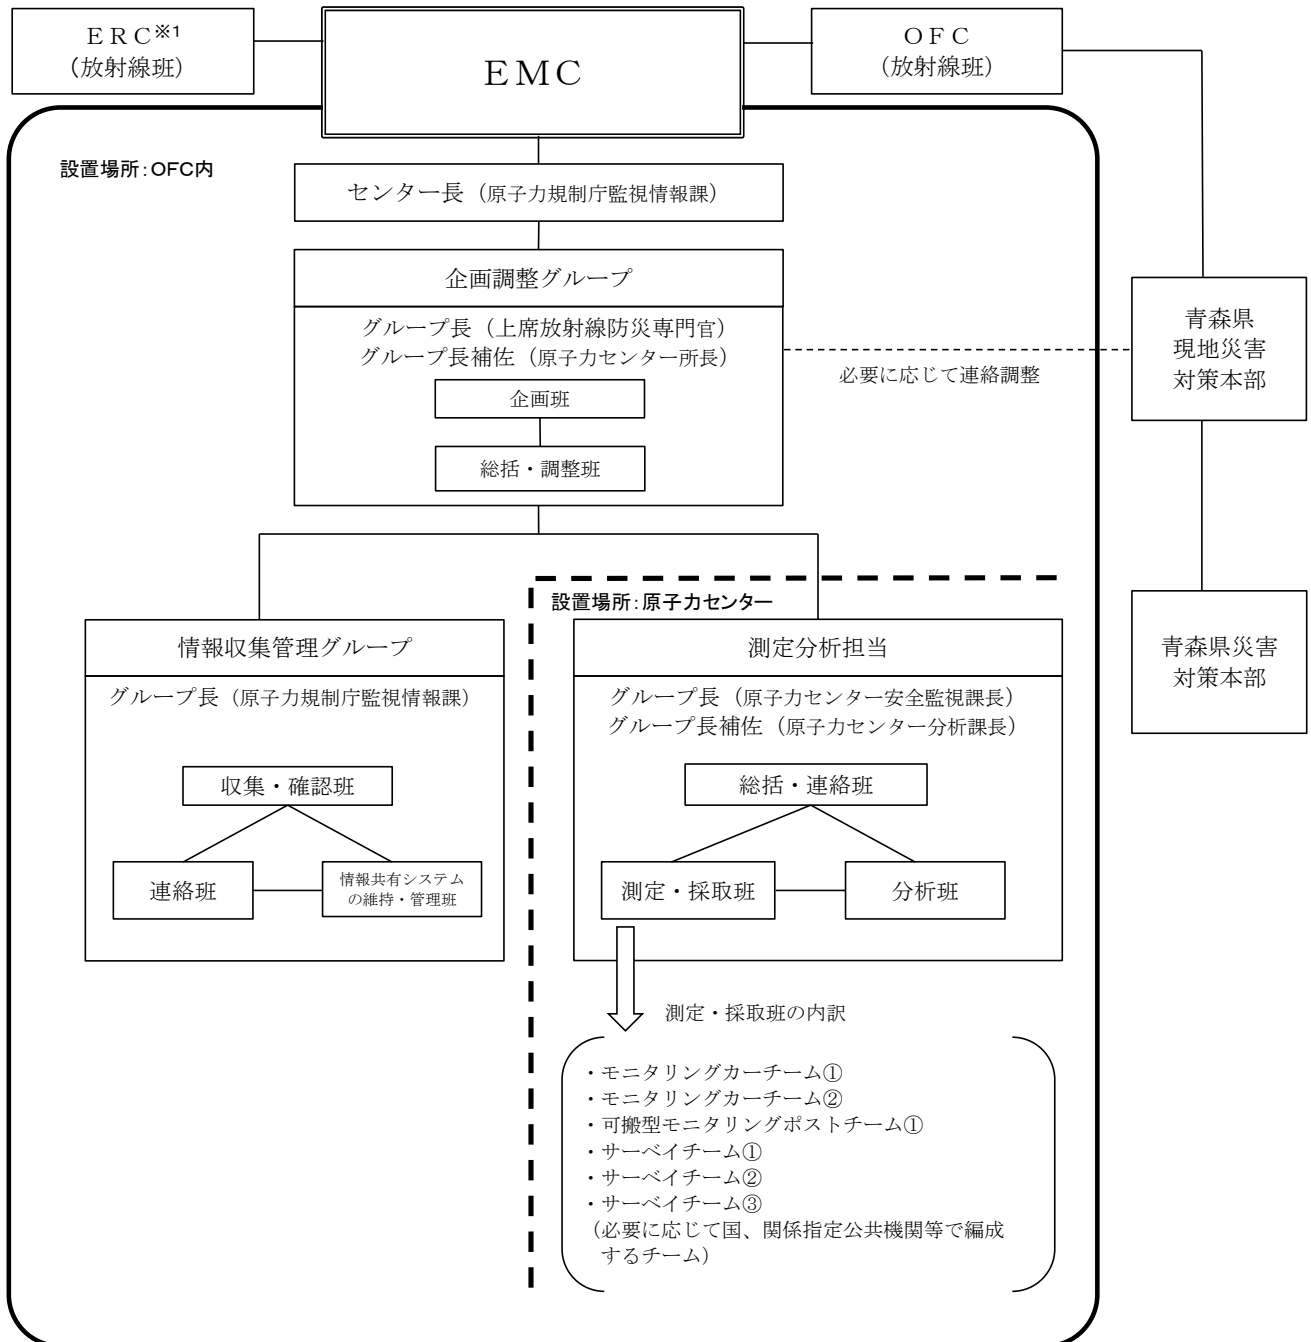 ＥＲＣ※1
（放射線班）
ＥＭＣ
ＯＦＣ
（放射線班）
設置場所：OFC内
センター長（原子力規制庁監視情報課）
企画調整グループ
グループ長（上席放射線防災専門官）
グループ長補佐（原子力センター所長）
企画班
総括・調整班
必要に応じて連絡調整
青森県
現地災害
対策本部
設置場所：原子力センター
情報収集管理グループ
グループ長（原子力規制庁監視情報課）
収集・確認班
連絡班
情報共有システム
の維持・管理班
測定分析担当
グループ長（原子力センター安全監視課長）
グループ長補佐（原子力センター分析課長）
総括・連絡班
測定・採取班
分析班
青森県災害
対策本部
測定・採取班の内訳
・モニタリングカーチーム①
・モニタリングカーチーム②
・可搬型モニタリングポストチーム①
・サーベイチーム①
・サーベイチーム②
・サーベイチーム③
（必要に応じて国、関係指定公共機関等で編成
するチーム）